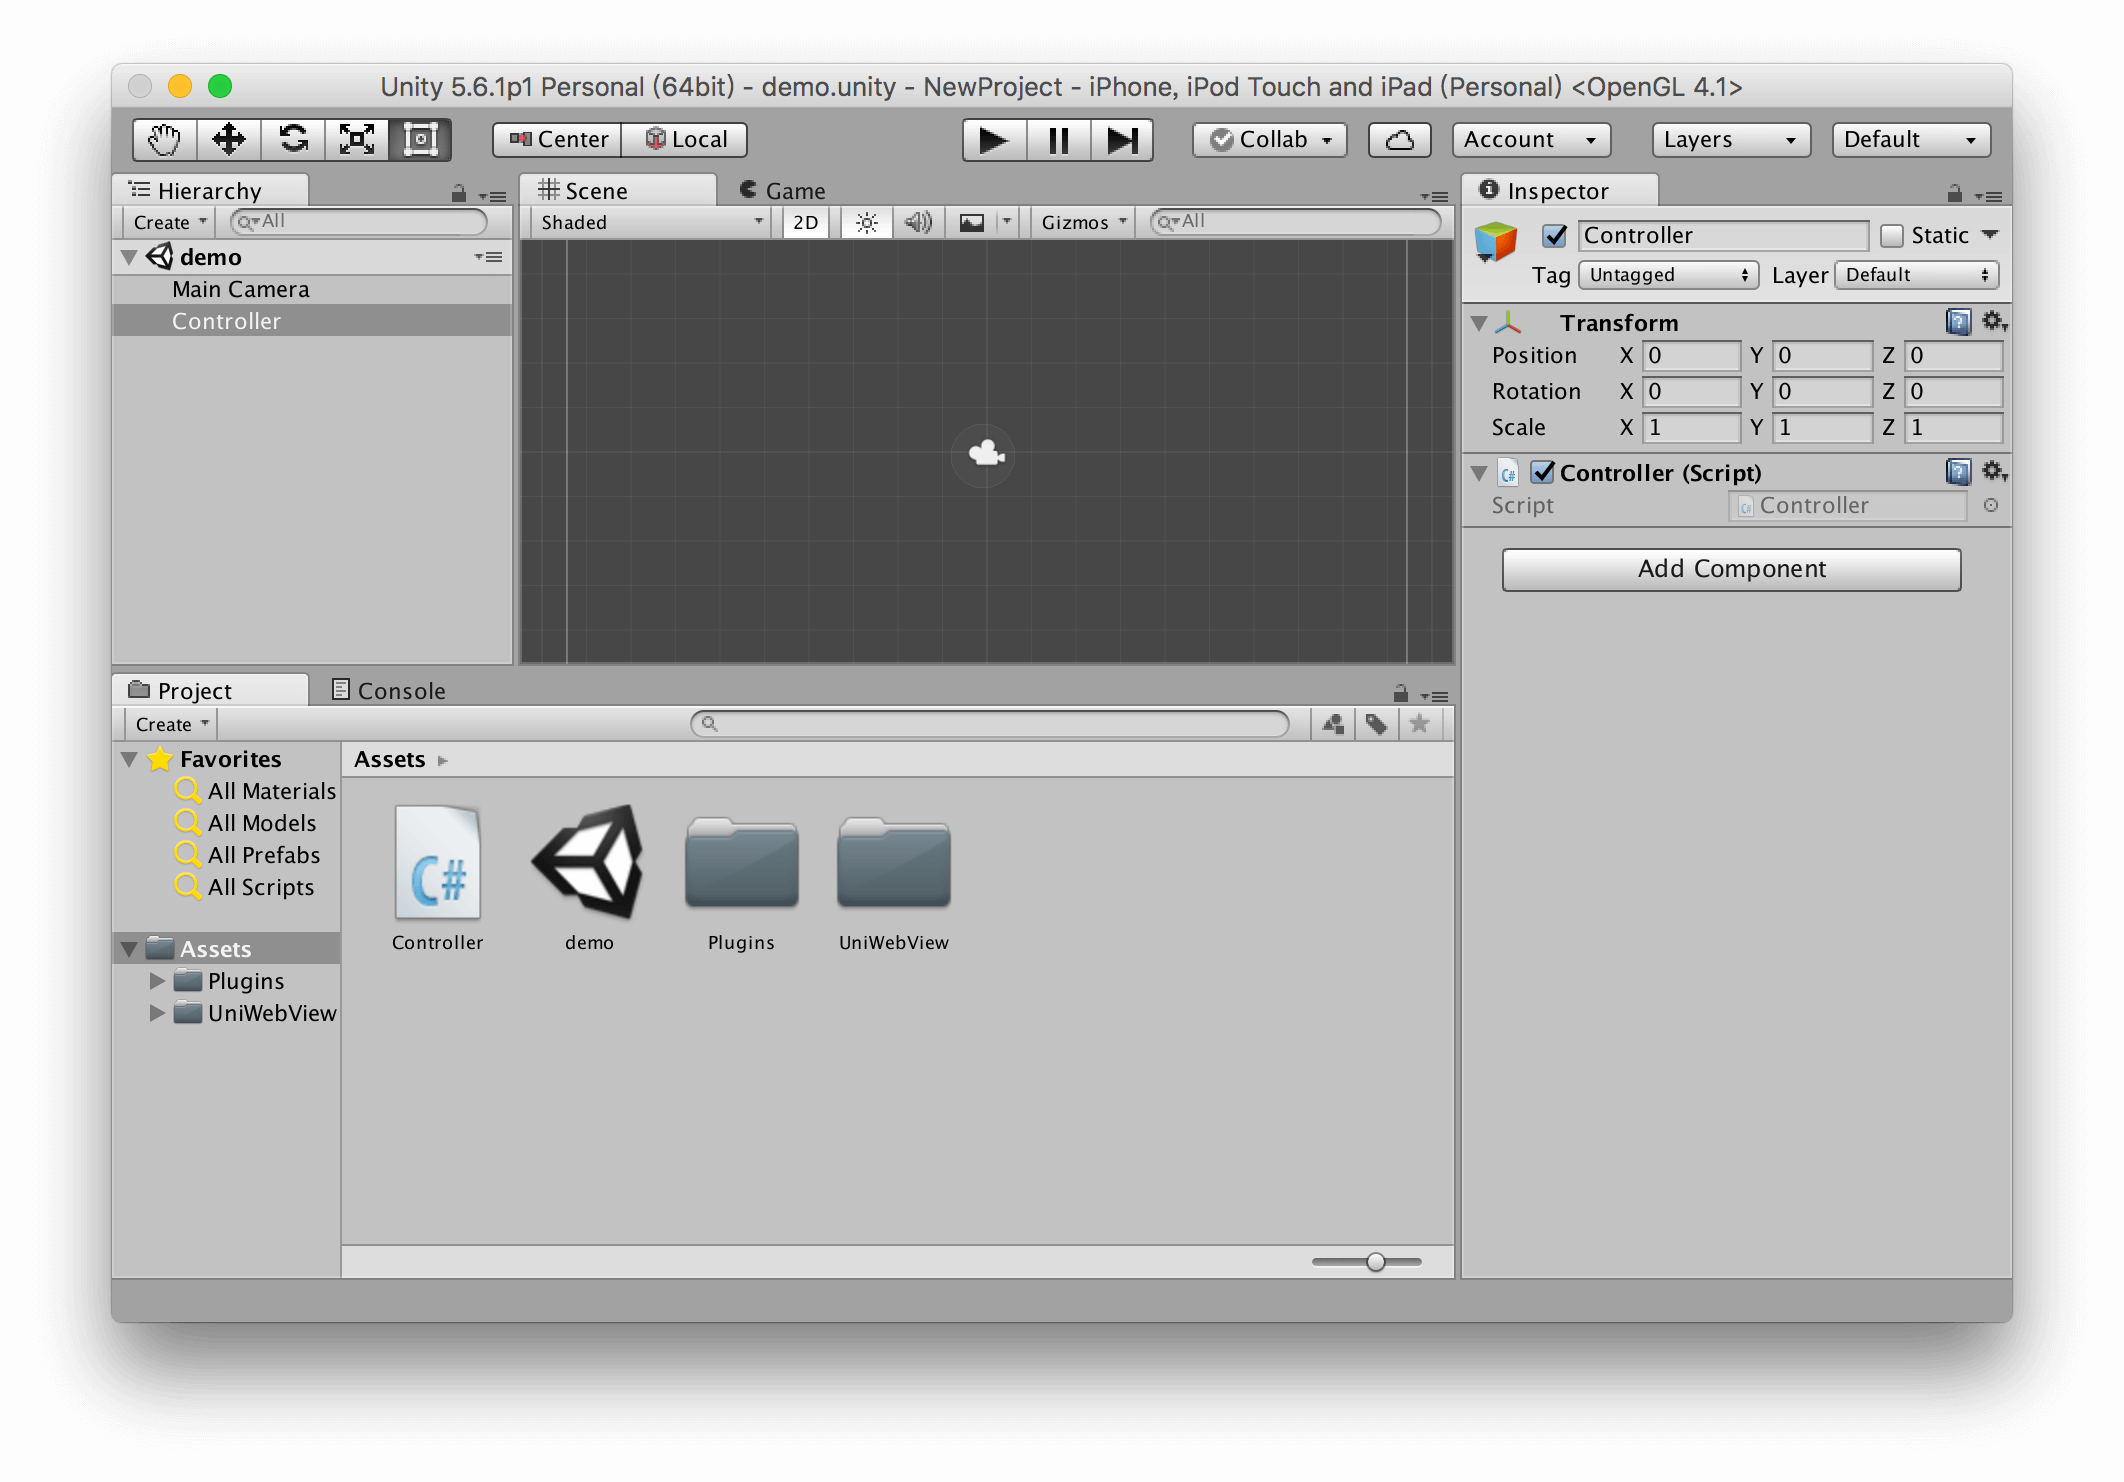 Unity 5.6.1p1 Personal (64bit) - demo.unity - NewProject - iPhone, iPod Touch and iPad (Personal) <OpenGL 4.1>
Center Local Collab Account Layers Default
Hierarchy
Create All
demo
Main Camera
Controller
Scene Game
Shaded 2D Gizmos All
Inspector
Controller Static
Tag Untagged Layer Default
Transform
Position X 0 Y 0 Z 0
Rotation X 0 Y 0 Z 0
Scale X 1 Y 1 Z 1
C# Controller (Script)
Script C# Controller
Add Component
Project Console
Create
Favorites
All Materials
All Models
All Prefabs
All Scripts
Assets
Plugins
UniWebView
Assets
C#
Controller demo Plugins UniWebView